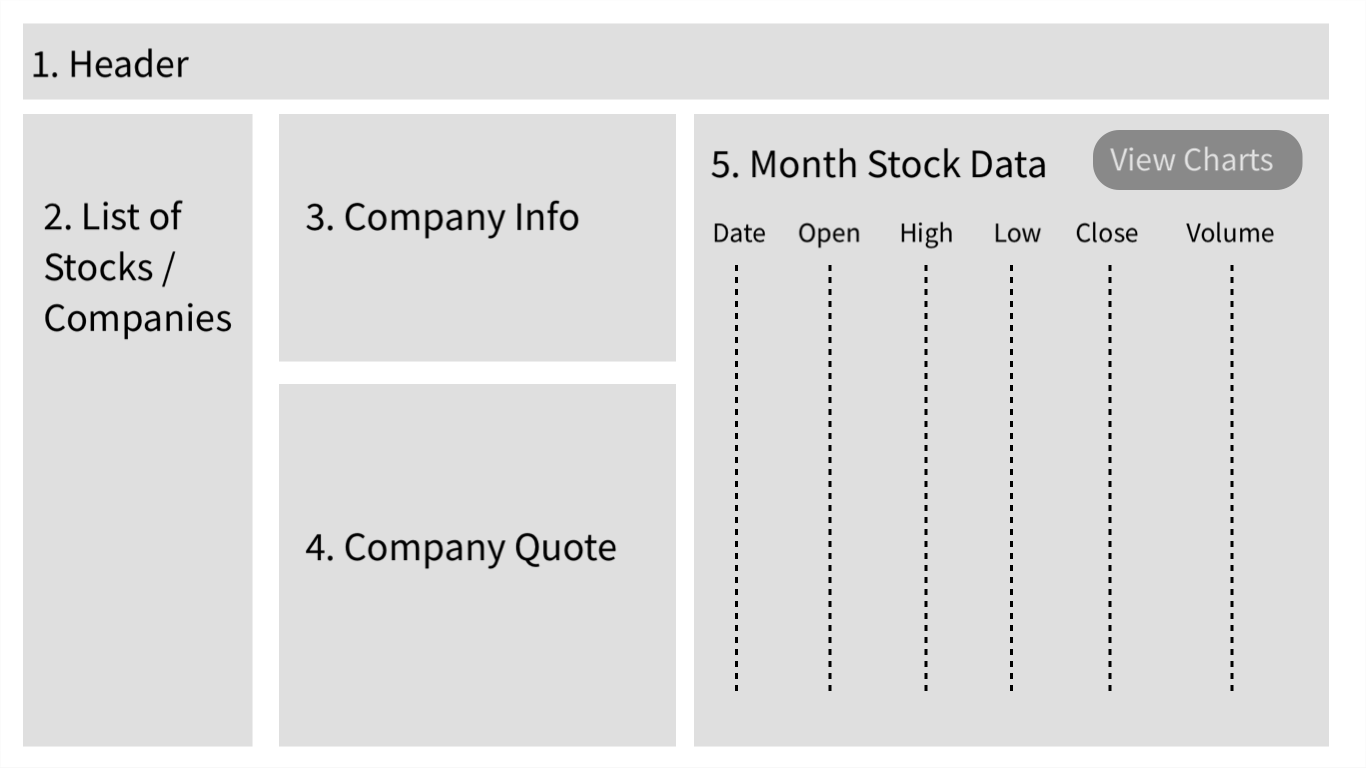 1. Header
2. List of
Stocks /
Companies
3. Company Info
4. Company Quote
5. Month Stock Data
View Charts
Date Open High Low Close Volume